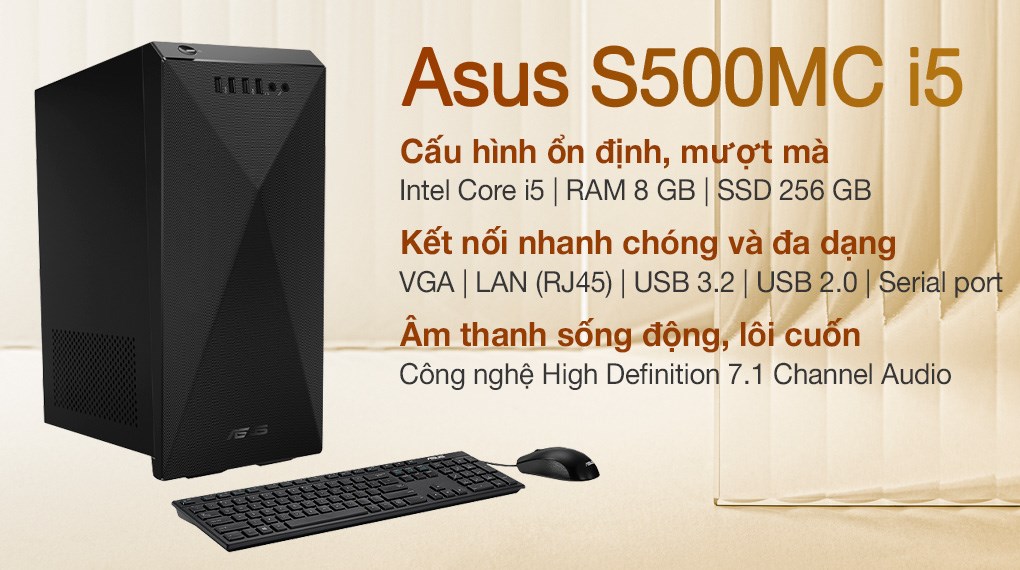 Asus S500MC i5
Cấu hình ổn định, mượt mà
Intel Core i5 | RAM 8 GB | SSD 256 GB
Kết nối nhanh chóng và đa dạng
VGA | LAN (RJ45) | USB 3.2 | USB 2.0 | Serial port
Âm thanh sống động, lôi cuốn
Công nghệ High Definition 7.1 Channel Audio
ASUS
ASUS